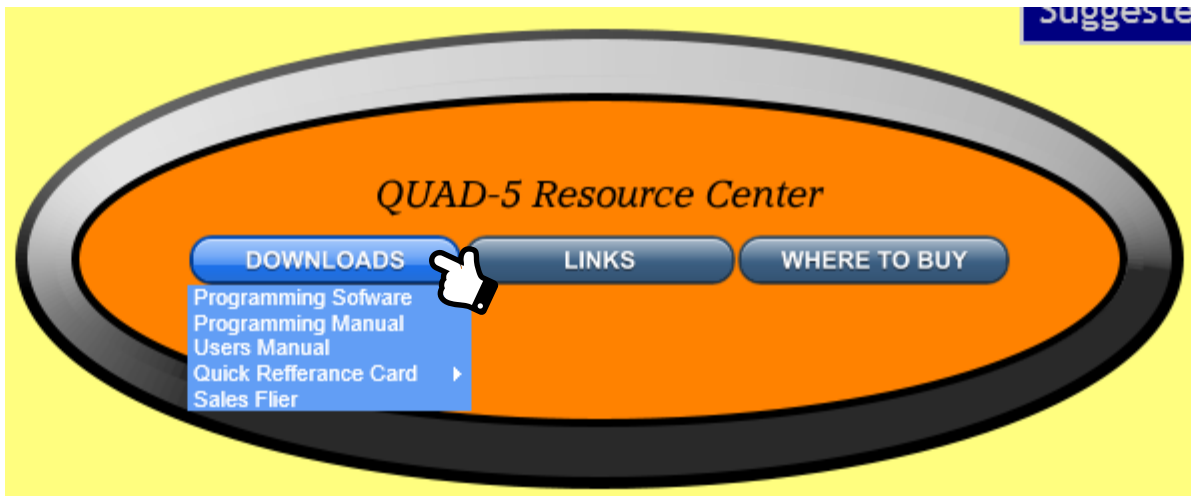 Suggeste
QUAD-5 Resource Center
DOWNLOADS LINKS WHERE TO BUY
Programming Sofware
Programming Manual
Users Manual
Quick Refferance Card
Sales Flier